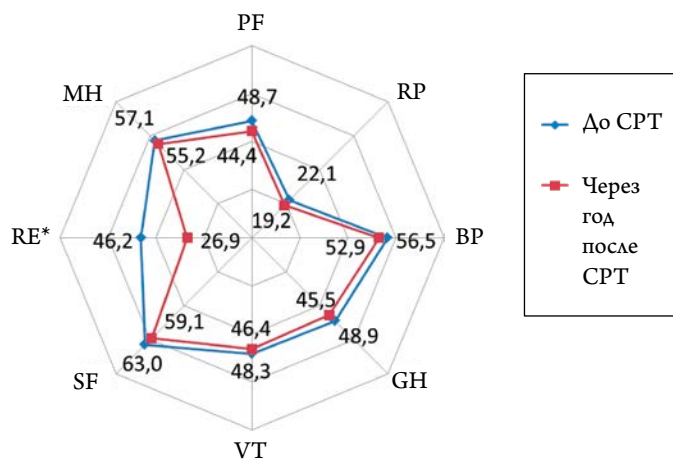 PF
MH
RP
57,1
48,7
55,2
44,4
22,1
19,2
RE*
46,2
26,9
52,9
56,5
BP
59,1
46,4
45,5
63,0
48,3
48,9
SF
GH
VT
До СРТ
Через
год
после
СРТ